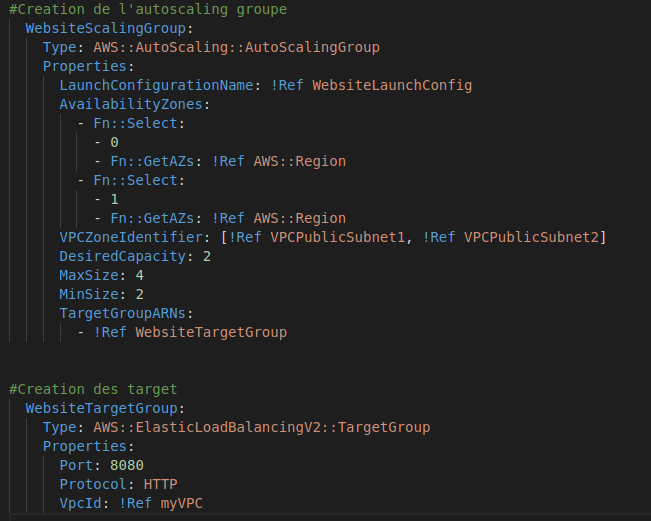 #Creation de l'autoscaling groupe
  WebsiteScalingGroup:
    Type: AWS::AutoScaling::AutoScalingGroup
    Properties:
      LaunchConfigurationName: !Ref WebsiteLaunchConfig
      AvailabilityZones:
        - Fn::Select:
          - 0
          - Fn::GetAZs: !Ref AWS::Region
        - Fn::Select:
          - 1
          - Fn::GetAZs: !Ref AWS::Region
      VPCZoneIdentifier: [!Ref VPCPublicSubnet1, !Ref VPCPublicSubnet2]
      DesiredCapacity: 2
      MaxSize: 4
      MinSize: 2
      TargetGroupARNs:
        - !Ref WebsiteTargetGroup
#Creation des target
  WebsiteTargetGroup:
    Type: AWS::ElasticLoadBalancingV2::TargetGroup
    Properties:
      Port: 8080
      Protocol: HTTP
      VpcId: !Ref myVPC